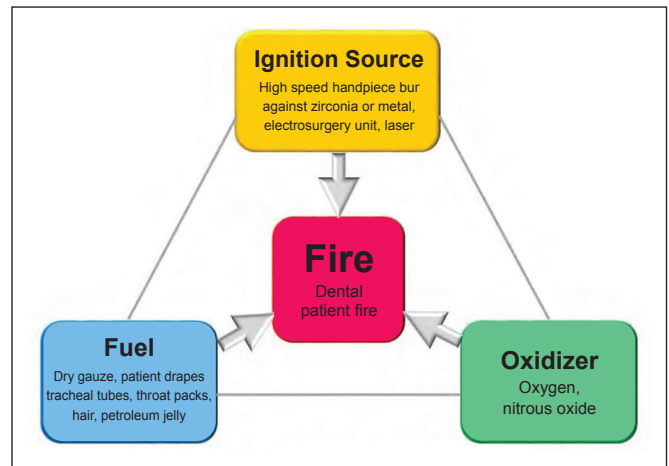 Ignition Source
High speed handpiece bur
against zirconia or metal,
electrosurgery unit, laser
Fire
Dental
patient fire
Fuel
Dry gauze, patient drapes
tracheal tubes, throat packs,
hair, petroleum jelly
Oxidizer
Oxygen,
nitrous oxide